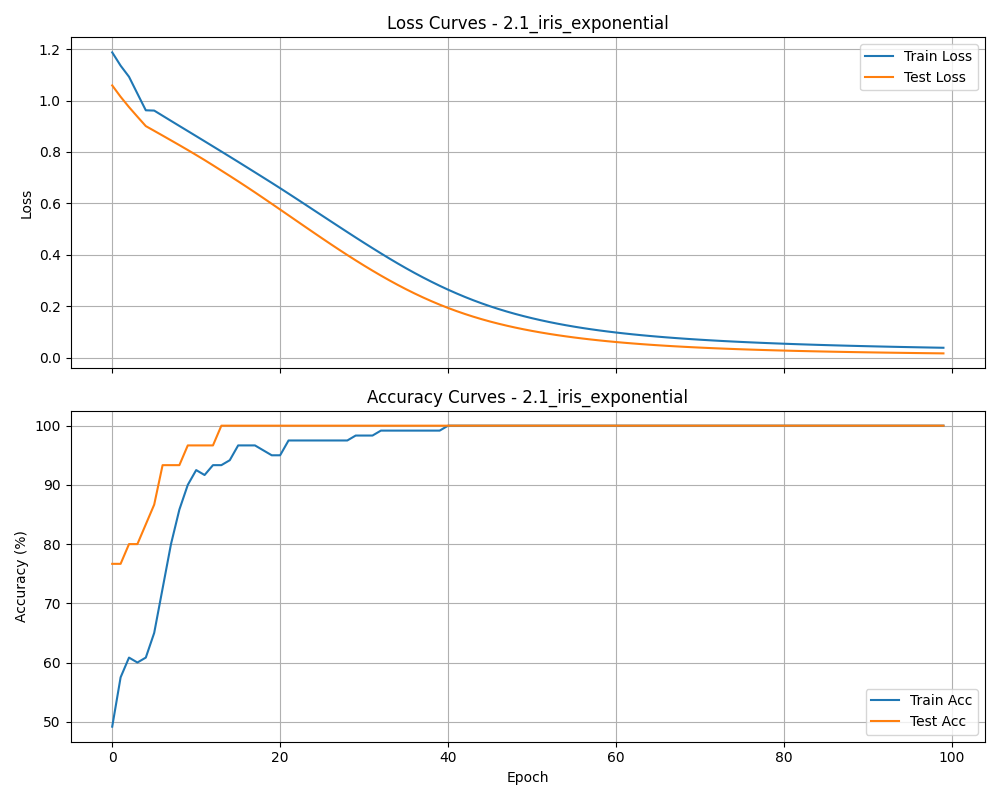 Loss Curves - 2.1_iris_exponential
Train Loss
Test Loss
Loss
1.2
1.0
0.8
0.6
0.4
0.2
0.0
Accuracy Curves - 2.1_iris_exponential
Accuracy (%)
100
90
80
70
60
50
Train Acc
Test Acc
0 20 40 60 80 100
Epoch